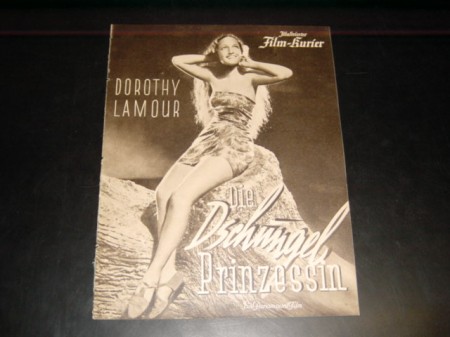 Illustrierter
Film-Kurier
DOROTHY
LAMOUR
Die
Dschungel
Prinzessin